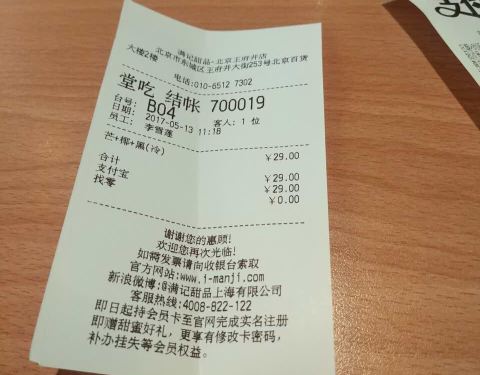 满记甜品-北京王府井店
北京市东城区王府井大街253号北京百货
大楼2楼
电话:010-6512 7302
堂吃 结帐 700019
台号: B04
日期: 2017-05-13 11:18
客人: 1 位
员工: 李雪莲
芒+椰+黑(冷) ¥29.00
合计 ¥29.00
支付宝 ¥29.00
找零 ¥0.00
谢谢您的惠顾!
欢迎您再次光临!
如需发票请向收银台索取
官方网站:www.i-manji.com
新浪微博:@满记甜品上海有限公司
客服热线:4008-822-122
即日起持会员卡至官网完成实名注册
即赠甜蜜好礼，更享有修改卡密码，
补办挂失等会员权益。